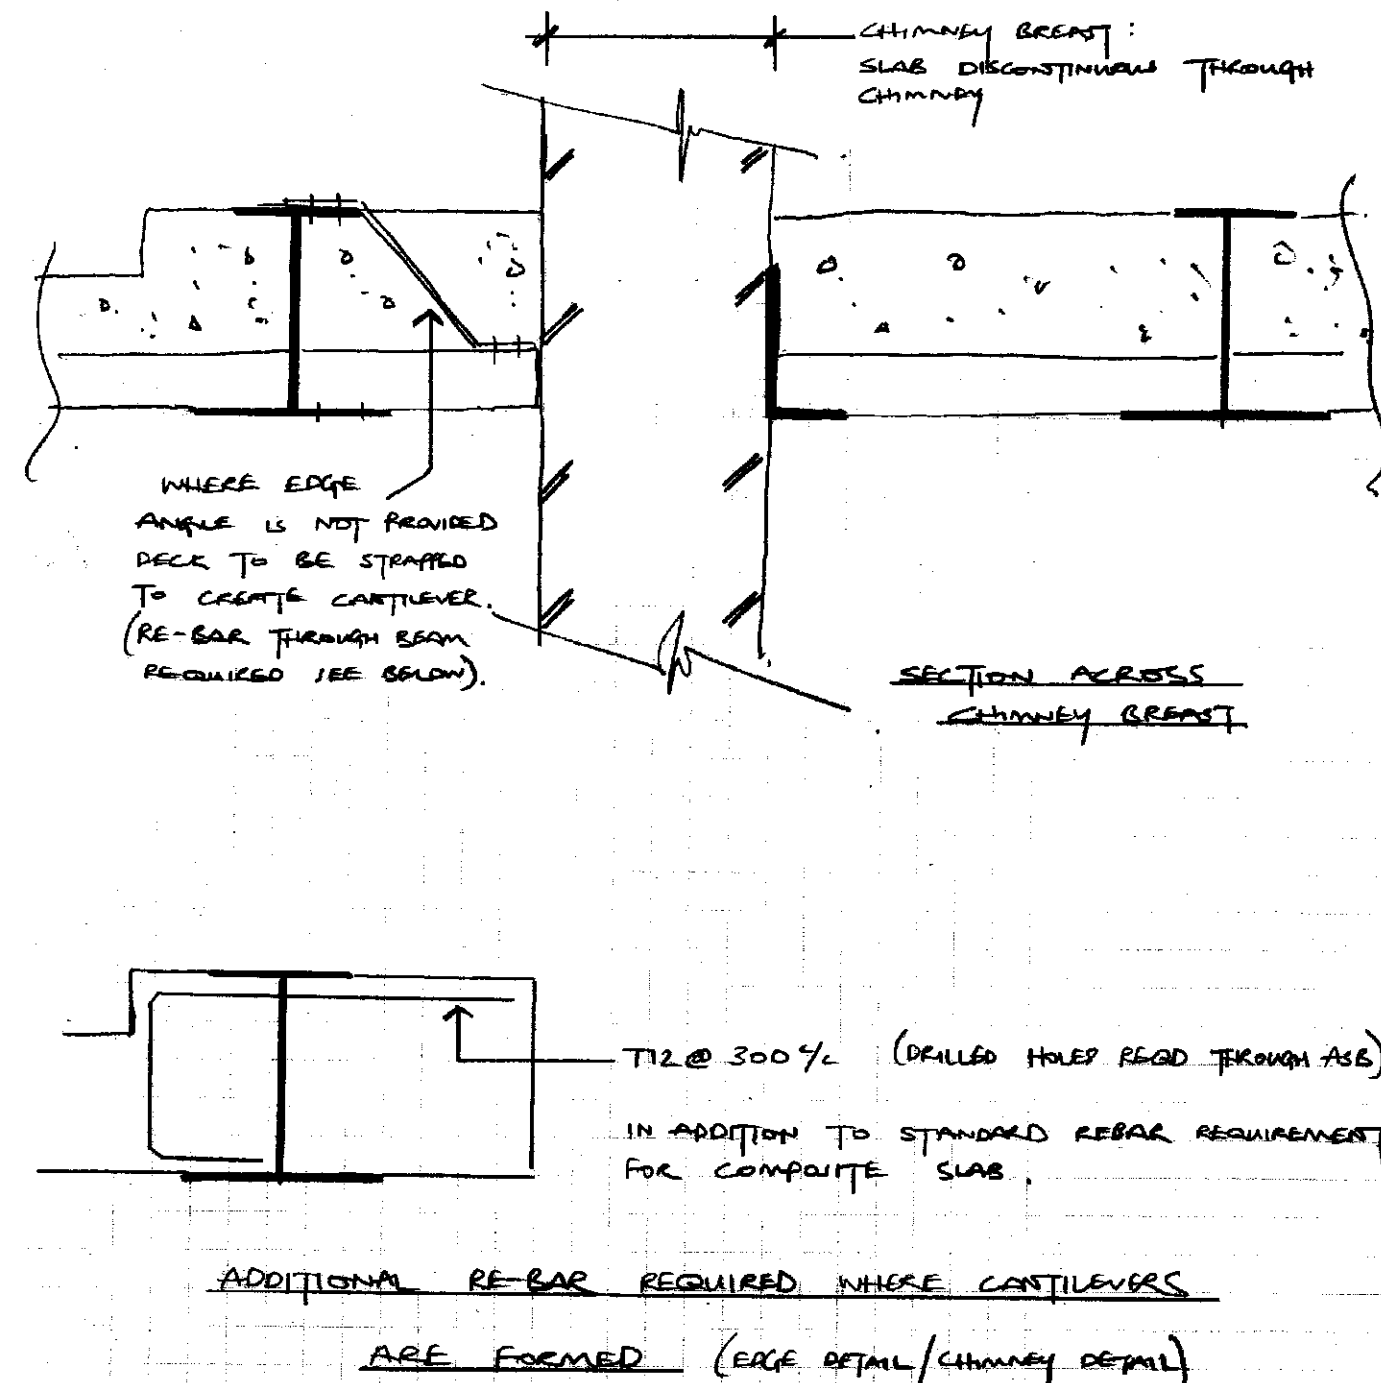 CHIMNEY BREAST :
SLAB DISCONTINUOUS THROUGH
CHIMNEY
WHERE EDGE
ANGLE IS NOT PROVIDED
DECK TO BE STRAPPED
TO CREATE CANTILEVER.
(RE-BAR THROUGH BEAM
REQUIRED SEE BELOW).
SECTION ACROSS
CHIMNEY BREAST
T12 @ 300 c/c (DRILLED HOLES REQD THROUGH ASB)
IN ADDITION TO STANDARD REBAR REQUIREMENT
FOR COMPOSITE SLAB.
ADDITIONAL RE-BAR REQUIRED WHERE CANTILEVERS
ARE FORMED (EDGE DETAIL/CHIMNEY DETAIL)